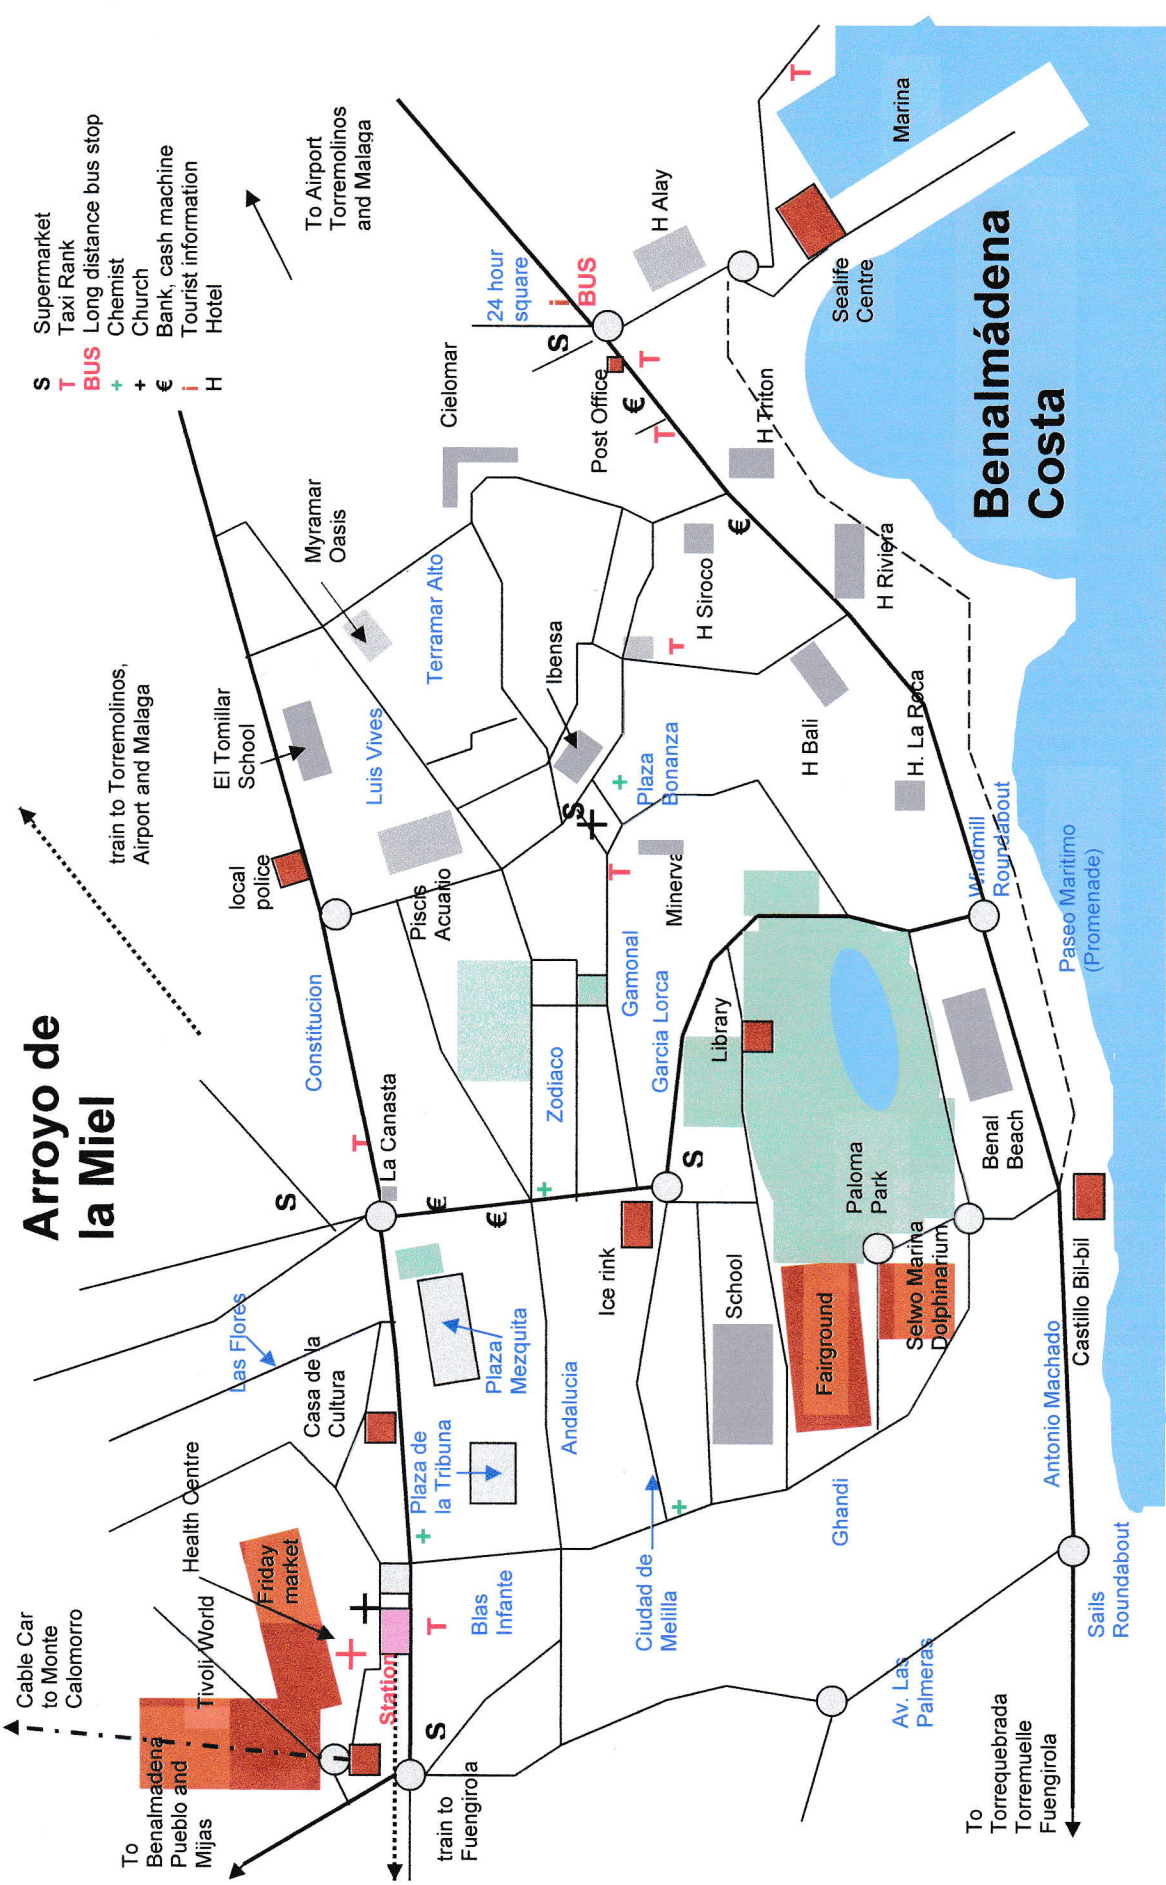 Arroyo de
la Miel
Benalmádena
Costa
S Supermarket
T Taxi Rank
BUS Long distance bus stop
+ Chemist
+ Church
€ Bank, cash machine
i Tourist information
H Hotel
Cable Car
to Monte
Calomorro
To
Benalmadena
Pueblo and
Mijas
Tivoli World
Health Centre
Friday
market
Station
train to
Fuengirola
S
T
Blas
Infante
Las Flores
Casa de la
Cultura
Plaza de
la Tribuna
Plaza
Mezquita
Andalucia
S
T
La Canasta
€
€
Constitucion
local
police
El Tomillar
School
train to Torremolinos,
Airport and Malaga
To Airport
Torremolinos
and Malaga
Luis Vives
Myramar
Oasis
Terramar Alto
Cielomar
Piscis
Acuario
Zodiaco
Gamonal
Garcia Lorca
Minerva
T
S
Plaza
Bonanza
Ibensa
T
H Siroco
€
T
€
Post Office
T
S
24 hour
square
i
BUS
H Alay
T
Marina
Sealife
Centre
H Triton
H Riviera
H Bali
H. La Roca
Windmill
Roundabout
Paseo Maritimo
(Promenade)
Library
S
Ice rink
School
Ciudad de
Melilla
Ghandi
Fairground
Paloma
Park
Selwo Marina
Dolphinarium
Benal
Beach
Castillo Bil-bil
Antonio Machado
Av. Las
Palmeras
Sails
Roundabout
To
Torrequebrada
Torremuelle
Fuengirola